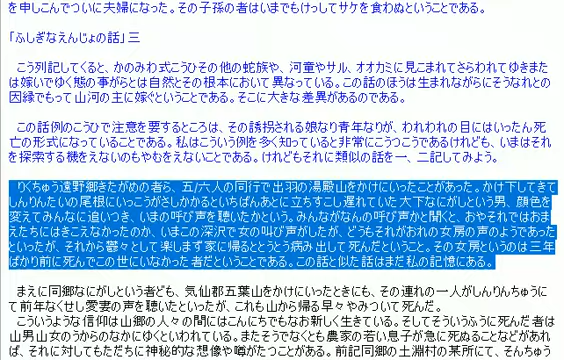 を申しこんでついに夫婦になった。その子孫の者はいまでもけっしてサケを食わぬということである。
「ふしぎなえんじょの話」三
こう列記してくると、かのみわ式こうひその他の蛇族や、河童やサル、オオカミに見こまれてさらわれてゆきまた
は嫁いでゆく態の事がらとは自然とその根本において異なっている。この話のほうは生まれながらにそうなれとの
因縁でもって山河の主に嫁ぐということである。そこに大きな差異があるのである。
この話例のこうひで注意を要するところは、その誘拐される娘なり青年なりが、われわれの目にはいったん死
亡の形式になっていることである。私はこういう例を多く知っていると非常にこうつごうであるけれども、いまはそれ
を探索する機をえないのもやむをえないことである。けれどもそれに類似の話を一、二記してみよう。
りくちゅう遠野郷きたがめの者ら、五/六人の同行で出羽の湯殿山をかけにいったことがあった。かけ下してきて
しんりんたいの尾根にいっこうがさしかかるといちばんあとに立ちすこし遅れていた大下なにがしという男、顔色を
変えてみんなに追いつき、いまの呼び声を聴いたかという。みんながなんの呼び声かと聞くと、おやそれではおま
えたちにはきこえなかったのか、いまこの深沢で女の叫び声がしたが、どうもそれがおれの女房の声のようであった
といったが、それから鬱々として楽しまず家に帰るととうとう病み出して死んだということ。その女房というのは三年
ばかり前に死んでこの世にいなかった者だということである。この話と似た話はまだ私の記憶にある。
まえに同郷なにがしという者ども、気仙郡五葉山をかけにいったときにも、その連れの一人がしんりんちゅうに
て前年なくせし愛妻の声を聴いたといったが、これも山から帰る早々やみついて死んだ。
こういうような信仰は山郷の人々の間にはこんにちでもなお新しく生きている。そしてそういうふうに死んだ者は
山男山女のうからのなかにゆくといわれている。またそうでなくとも農家の若い息子が急に死ぬることなどがあれ
ば、それに対してもただちに神秘的な想像や噂がたつことがある。前記同郷の土淵村の某所にて、そんちゅう